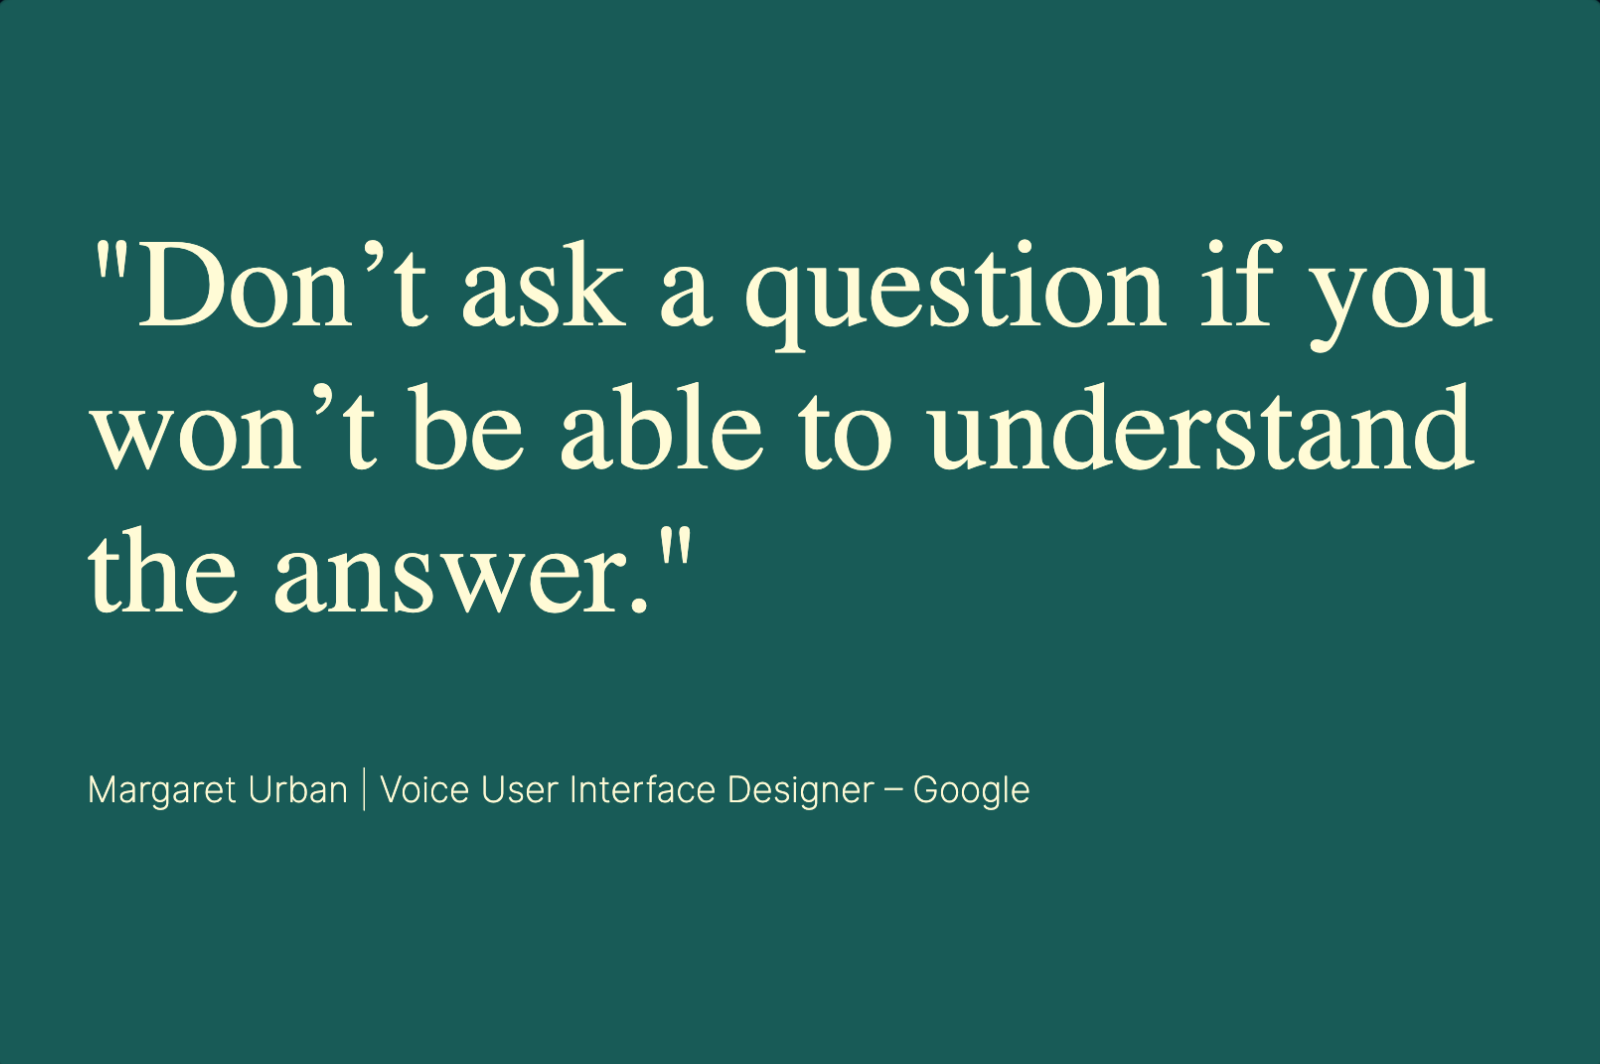 "Don’t ask a question if you
won’t be able to understand
the answer."
Margaret Urban | Voice User Interface Designer – Google